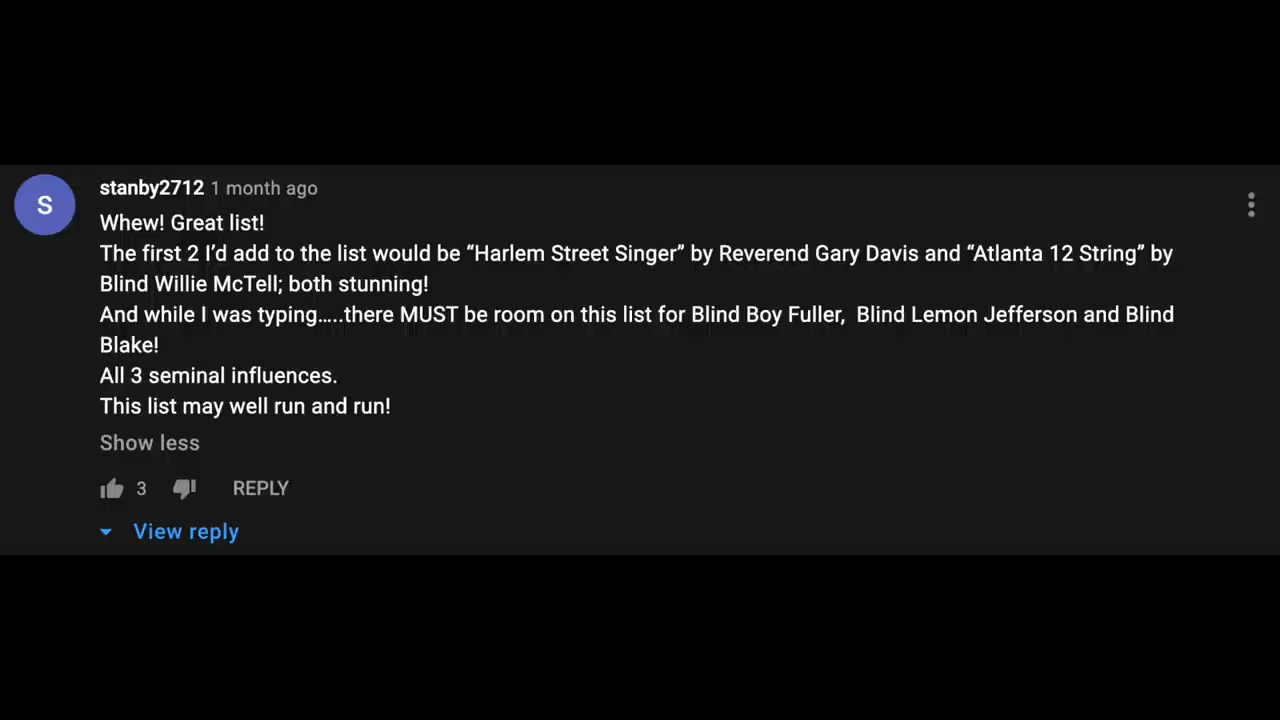 S
stanby2712 1 month ago
Whew! Great list!
The first 2 I’d add to the list would be “Harlem Street Singer” by Reverend Gary Davis and “Atlanta 12 String” by
Blind Willie McTell; both stunning!
And while I was typing…..there MUST be room on this list for Blind Boy Fuller,  Blind Lemon Jefferson and Blind
Blake!
All 3 seminal influences.
This list may well run and run!
Show less
3 REPLY
View reply